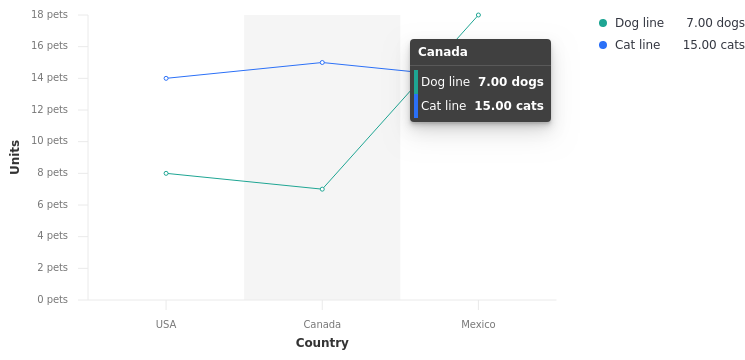 18 pets
16 pets
14 pets
12 pets
10 pets
8 pets
6 pets
4 pets
2 pets
0 pets
Units
USA
Canada
Mexico
Country
Canada
Dog line 7.00 dogs
Cat line 15.00 cats
Dog line 7.00 dogs
Cat line 15.00 cats